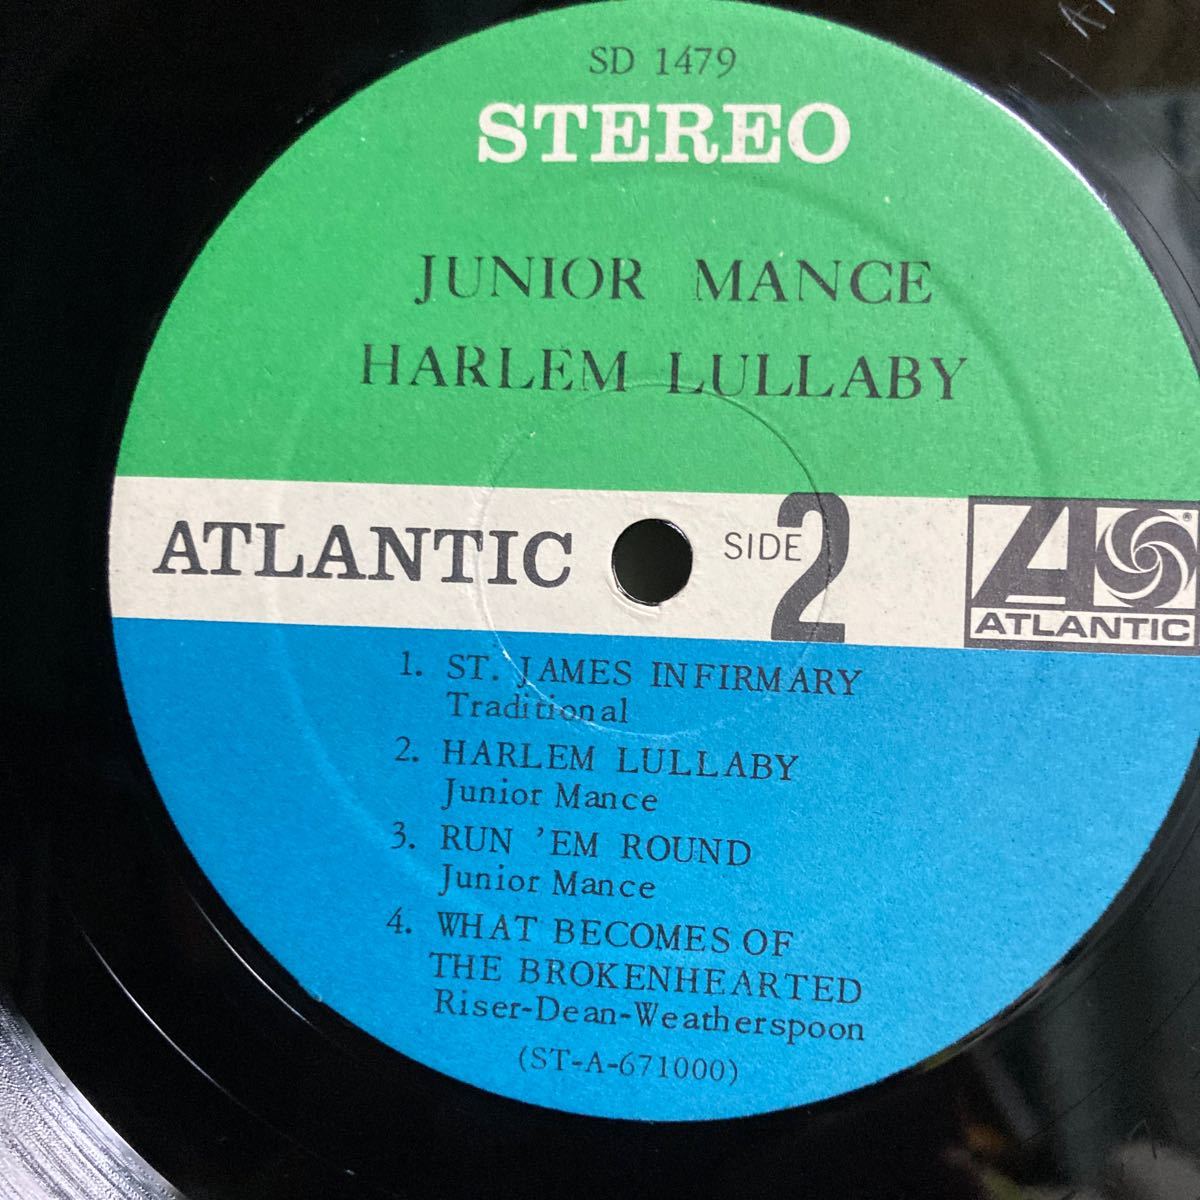 SD 1479
STEREO
JUNIOR MANCE
HARLEM LULLABY
ATLANTIC SIDE 2
ATLANTIC
1. ST. JAMES INFIRMARY
Traditional
2. HARLEM LULLABY
Junior Mance
3. RUN 'EM ROUND
Junior Mance
4. WHAT BECOMES OF
THE BROKENHEARTED
Riser-Dean-Weatherspoon
(ST-A-671000)